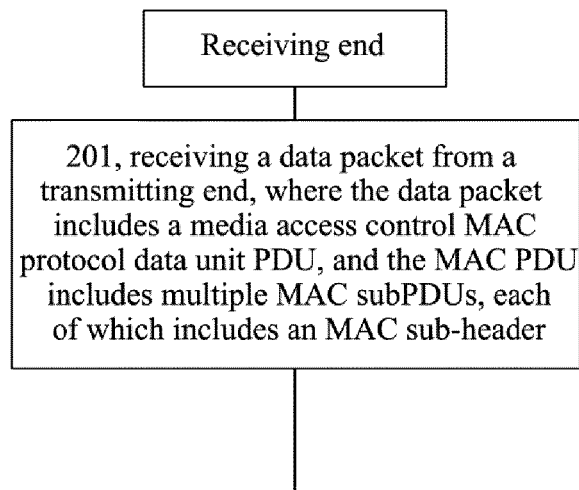 Receiving end
201, receiving a data packet from a
transmitting end, where the data packet
includes a media access control MAC
protocol data unit PDU, and the MAC PDU
includes multiple MAC subPDUs, each
of which includes an MAC sub-header